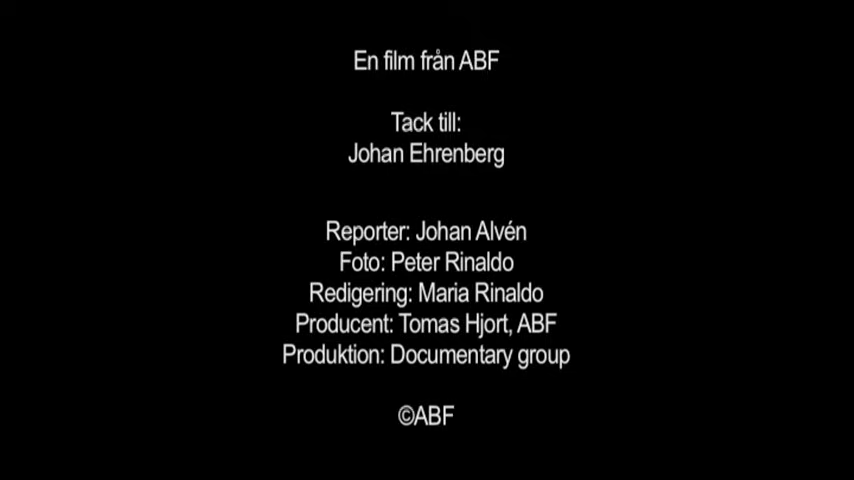 En film från ABF
Tack till:
Johan Ehrenberg
Reporter: Johan Alvén
Foto: Peter Rinaldo
Redigering: Maria Rinaldo
Producent: Tomas Hjort, ABF
Produktion: Documentary group
©ABF